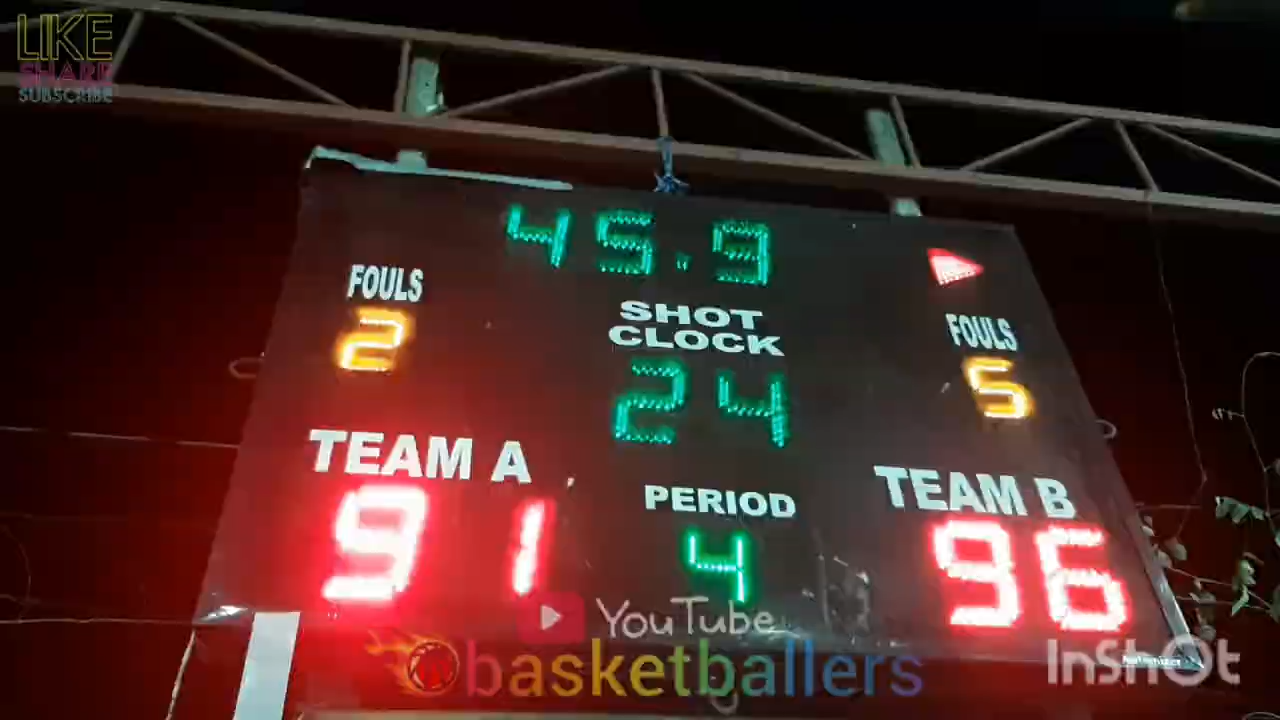 LIKE
SHARE
SUBSCRIBE
45.9
FOULS
2
SHOT
CLOCK
24
FOULS
5
TEAM A
91
PERIOD
4
TEAM B
96
YouTube
basketballers
InShOt